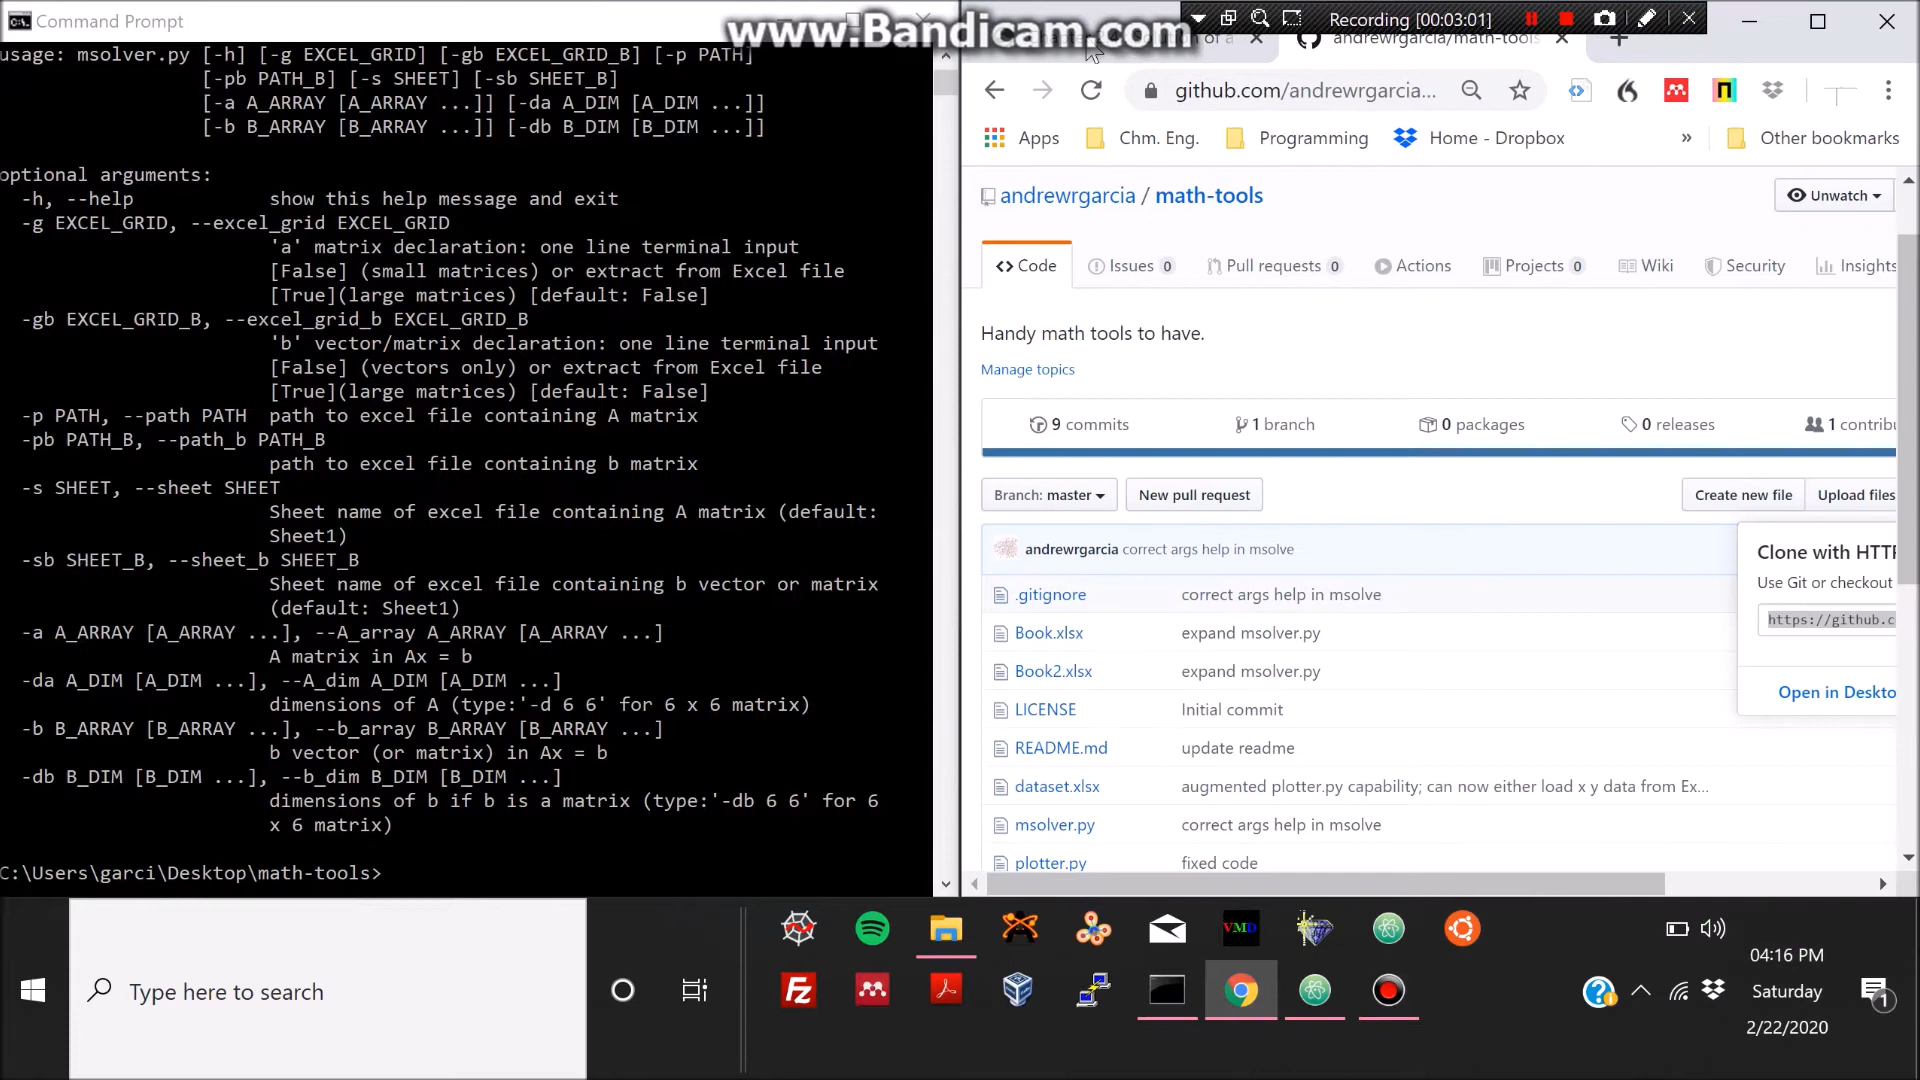 Command Prompt
www.Bandicam.com
Recording [00:03:01]
usage: msolver.py [-h] [-g EXCEL_GRID] [-gb EXCEL_GRID_B] [-p PATH]
[-pb PATH_B] [-s SHEET] [-sb SHEET_B]
[-a A_ARRAY [A_ARRAY ...]] [-da A_DIM [A_DIM ...]]
[-b B_ARRAY [B_ARRAY ...]] [-db B_DIM [B_DIM ...]]
optional arguments:
-h, --help show this help message and exit
-g EXCEL_GRID, --excel_grid EXCEL_GRID
'a' matrix declaration: one line terminal input
[False] (small matrices) or extract from Excel file
[True](large matrices) [default: False]
-gb EXCEL_GRID_B, --excel_grid_b EXCEL_GRID_B
'b' vector/matrix declaration: one line terminal input
[False] (vectors only) or extract from Excel file
[True](large matrices) [default: False]
-p PATH, --path PATH path to excel file containing A matrix
-pb PATH_B, --path_b PATH_B
path to excel file containing b matrix
-s SHEET, --sheet SHEET
Sheet name of excel file containing A matrix (default:
Sheet1)
-sb SHEET_B, --sheet_b SHEET_B
Sheet name of excel file containing b vector or matrix
(default: Sheet1)
-a A_ARRAY [A_ARRAY ...], --A_array A_ARRAY [A_ARRAY ...]
A matrix in Ax = b
-da A_DIM [A_DIM ...], --A_dim A_DIM [A_DIM ...]
dimensions of A (type:'-d 6 6' for 6 x 6 matrix)
-b B_ARRAY [B_ARRAY ...], --b_array B_ARRAY [B_ARRAY ...]
b vector (or matrix) in Ax = b
-db B_DIM [B_DIM ...], --b_dim B_DIM [B_DIM ...]
dimensions of b if b is a matrix (type:'-db 6 6' for 6
x 6 matrix)
C:\Users\garci\Desktop\math-tools>
andrewrgarcia/math-tools
github.com/andrewrgarcia...
Apps Chm. Eng. Programming Home - Dropbox » Other bookmarks
andrewrgarcia / math-tools Unwatch
Code Issues 0 Pull requests 0 Actions Projects 0 Wiki Security Insights
Handy math tools to have.
Manage topics
9 commits 1 branch 0 packages 0 releases 1 contribu
Branch: master New pull request Create new file Upload files
andrewrgarcia correct args help in msolve
Clone with HTTP
Use Git or checkout
https://github.c
Open in Deskto
.gitignore correct args help in msolve
Book.xlsx expand msolver.py
Book2.xlsx expand msolver.py
LICENSE Initial commit
README.md update readme
dataset.xlsx augmented plotter.py capability; can now either load x y data from Ex...
msolver.py correct args help in msolve
plotter.py fixed code
VMD
Fz
Type here to search
04:16 PM
Saturday
2/22/2020
1